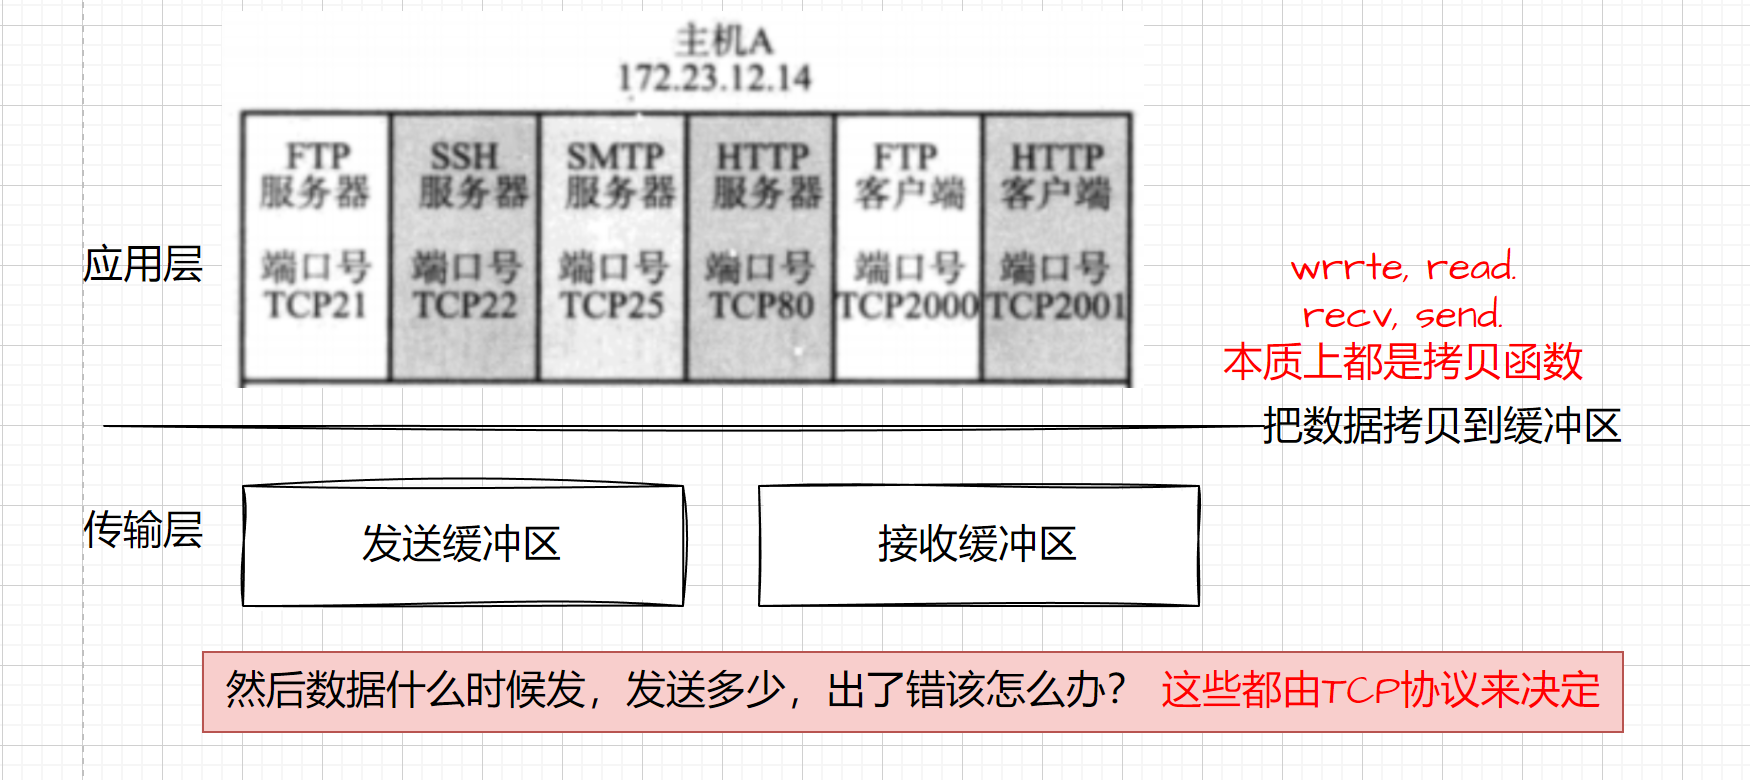 主机A
172.23.12.14
FTP
服务器
端口号
TCP21
SSH
服务器
端口号
TCP22
SMTP
服务器
端口号
TCP25
HTTP
服务器
端口号
TCP80
FTP
客户端
端口号
TCP2000
HTTP
客户端
端口号
TCP2001
应用层
wrrte, read.
recv, send.
本质上都是拷贝函数
把数据拷贝到缓冲区
传输层
发送缓冲区
接收缓冲区
然后数据什么时候发，发送多少，出了错该怎么办？ 这些都由TCP协议来决定